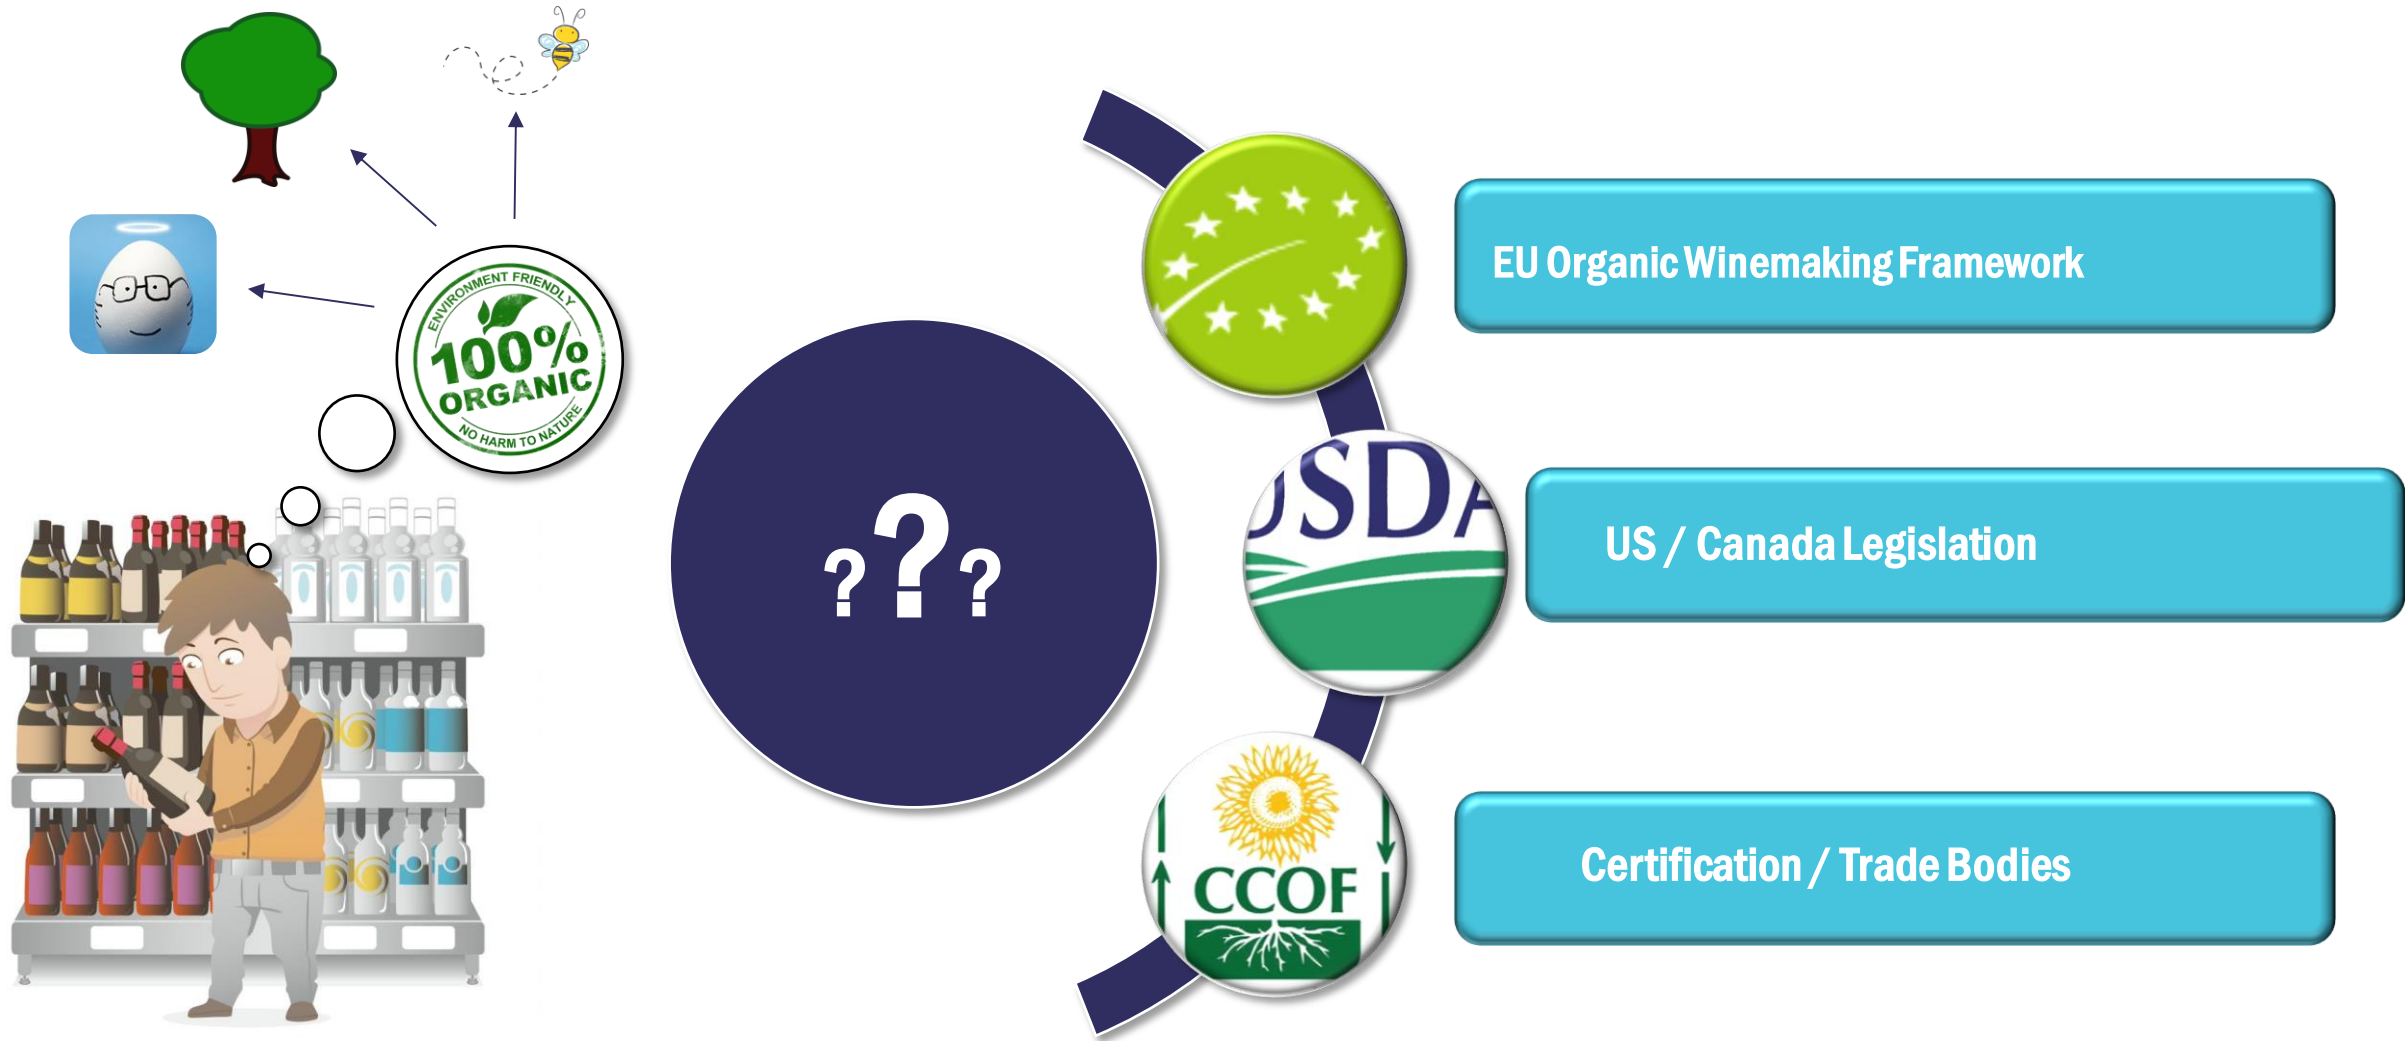 ENVIRONMENT FRIENDLY
100%
ORGANIC
NO HARM TO NATURE
? ? ?
EU Organic Winemaking Framework
USDA
US / Canada Legislation
CCOF
Certification / Trade Bodies